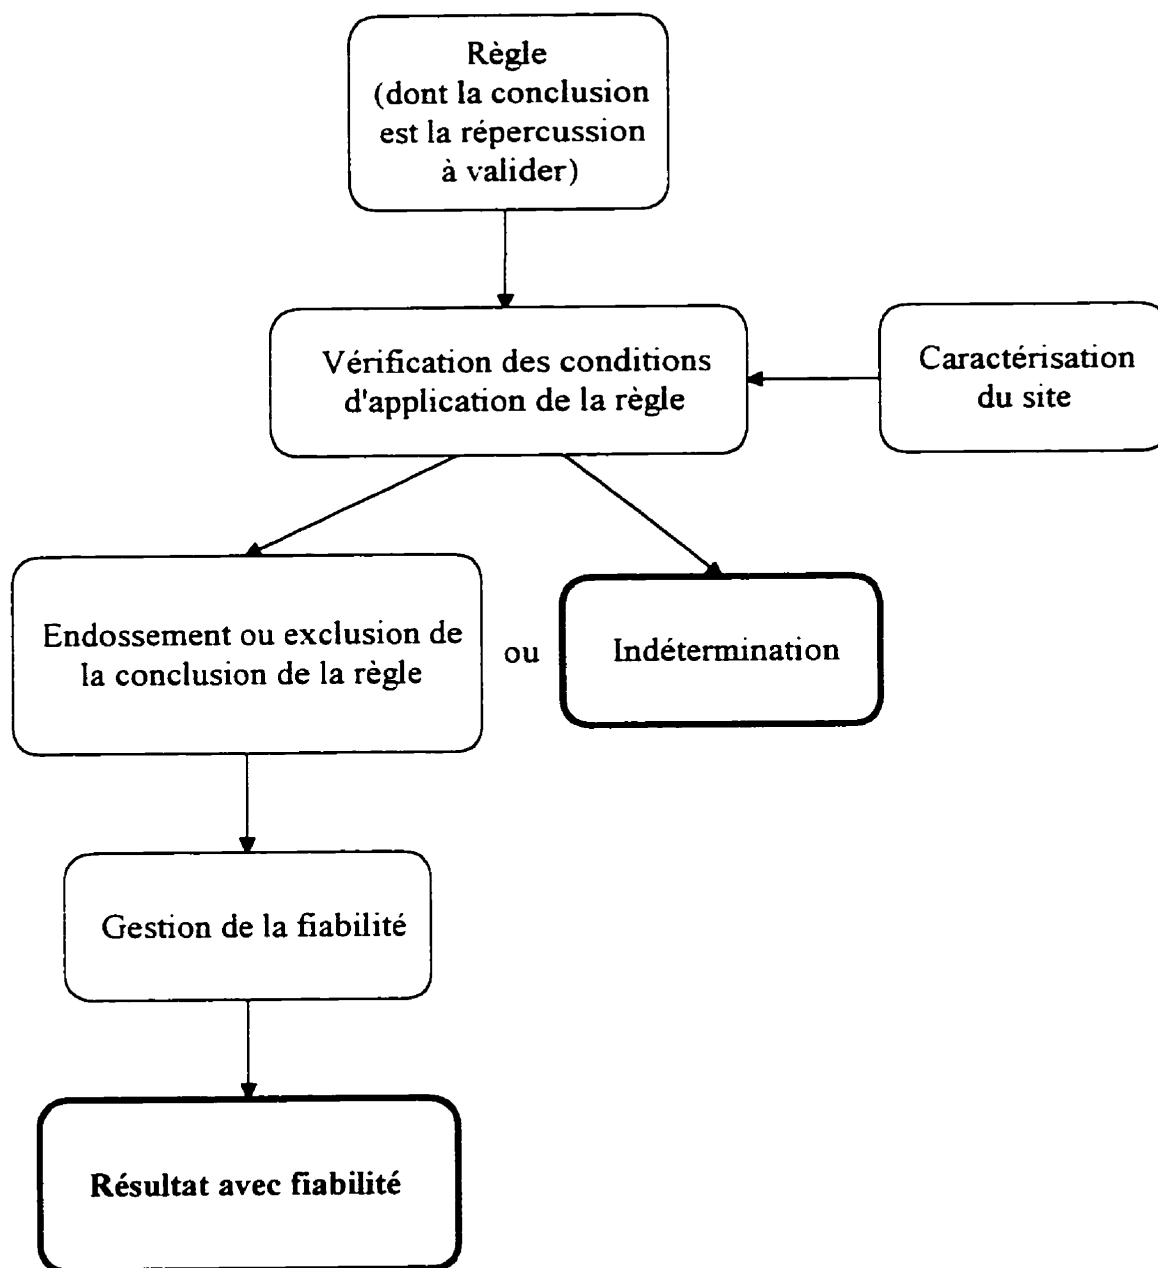 Règle
(dont la conclusion
est la répercussion
à valider)
Vérification des conditions
d'application de la règle
Caractérisation
du site
Endossement ou exclusion de
la conclusion de la règle
ou
Indétermination
Gestion de la fiabilité
Résultat avec fiabilité